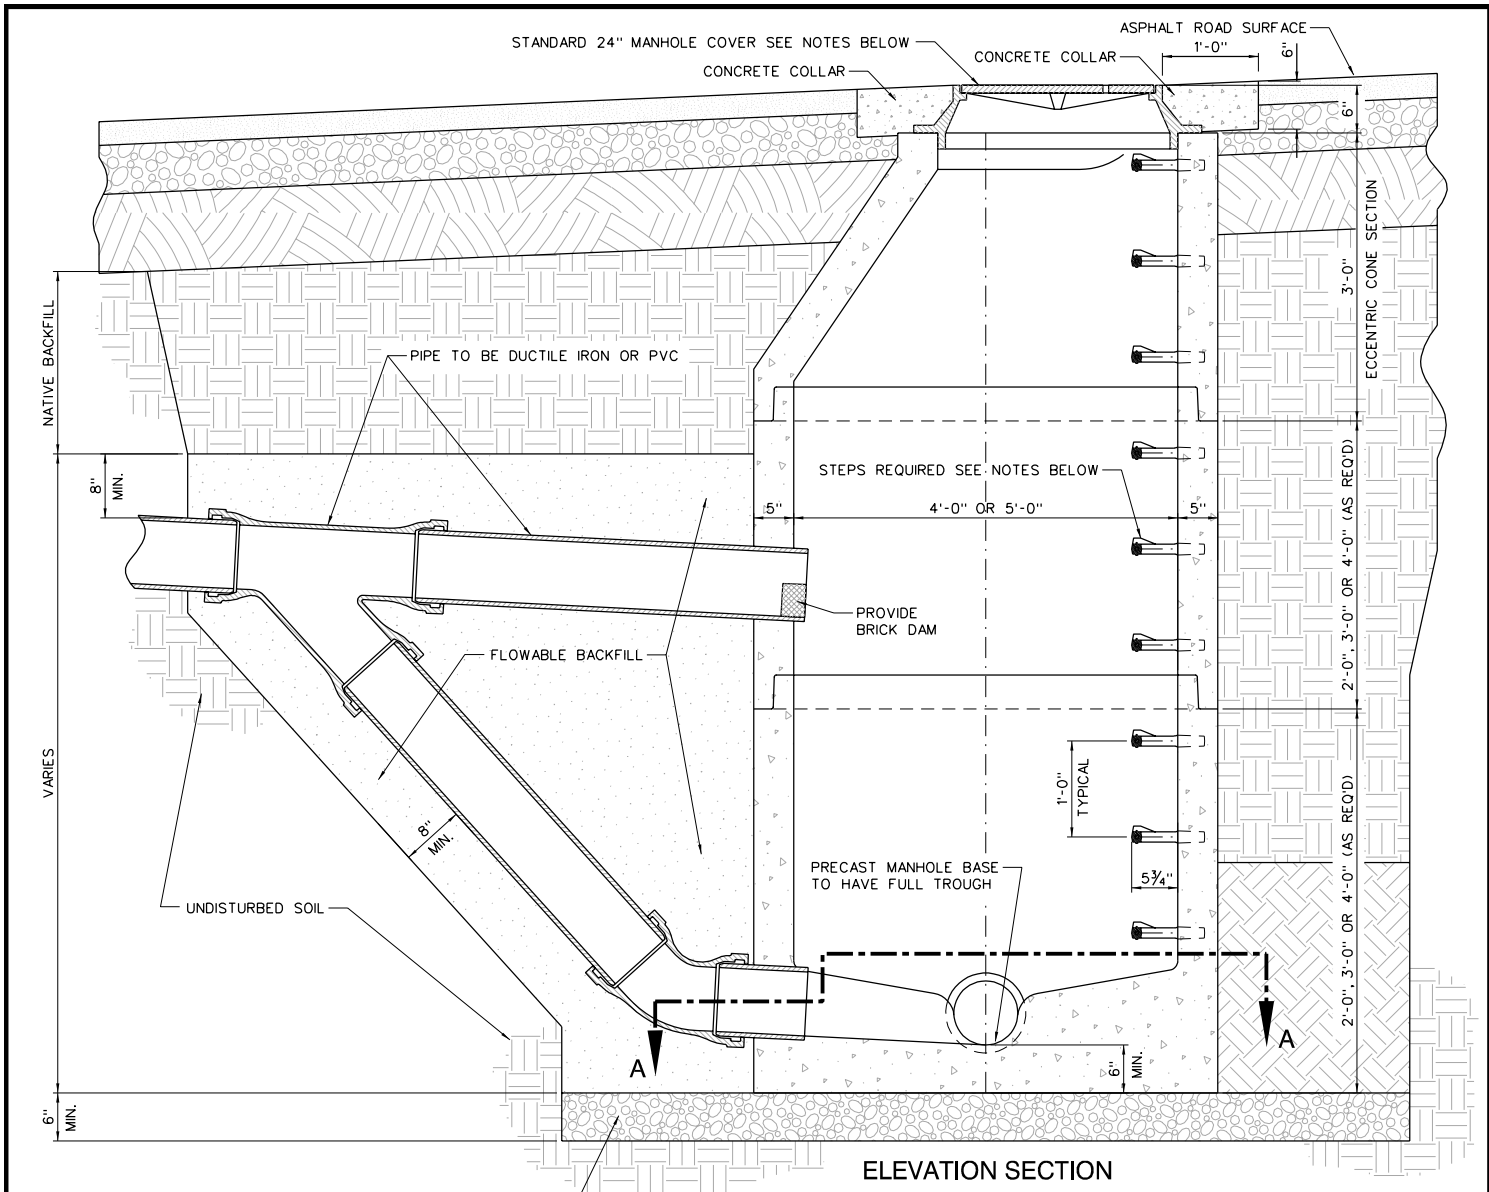 ASPHALT ROAD SURFACE
STANDARD 24" MANHOLE COVER SEE NOTES BELOW
1'-0"
6"
CONCRETE COLLAR
CONCRETE COLLAR
6"
ECCENTRIC CONE SECTION
3'-0"
NATIVE BACKFILL
PIPE TO BE DUCTILE IRON OR PVC
STEPS REQUIRED SEE NOTES BELOW
8"
MIN.
5"
4'-0" OR 5'-0"
5"
2'-0", 3'-0" OR 4'-0" (AS REQ'D)
PROVIDE
BRICK DAM
FLOWABLE BACKFILL
VARIES
1'-0"
TYPICAL
8"
MIN.
PRECAST MANHOLE BASE
TO HAVE FULL TROUGH
5¾"
UNDISTURBED SOIL
2'-0", 3'-0" OR 4'-0" (AS REQ'D)
A
A
6"
MIN.
6"
MIN.
ELEVATION SECTION